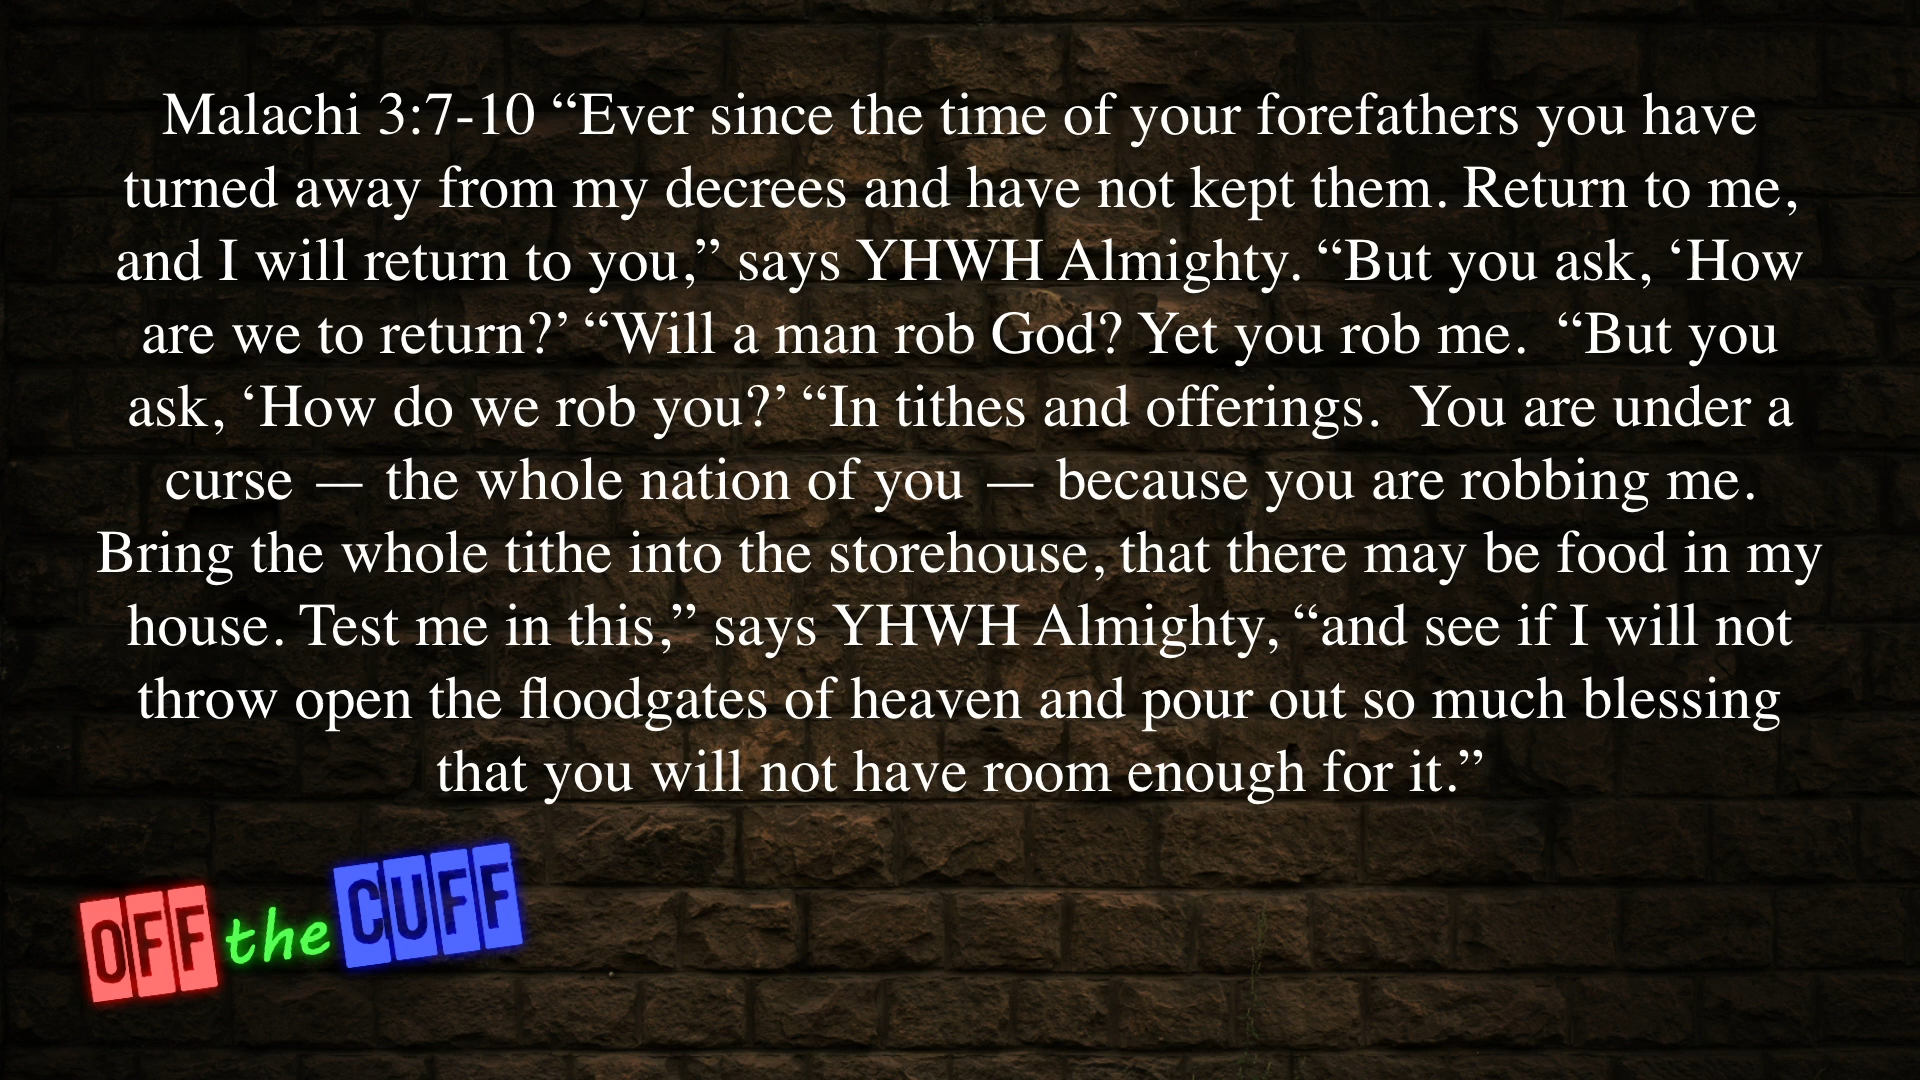 Malachi 3:7-10 “Ever since the time of your forefathers you have
turned away from my decrees and have not kept them. Return to me,
and I will return to you,” says YHWH Almighty. “But you ask, ‘How
are we to return?’ “Will a man rob God? Yet you rob me.  “But you
ask, ‘How do we rob you?’ “In tithes and offerings.  You are under a
curse — the whole nation of you — because you are robbing me.
Bring the whole tithe into the storehouse, that there may be food in my
house. Test me in this,” says YHWH Almighty, “and see if I will not
throw open the floodgates of heaven and pour out so much blessing
that you will not have room enough for it.”
OFF the CUFF